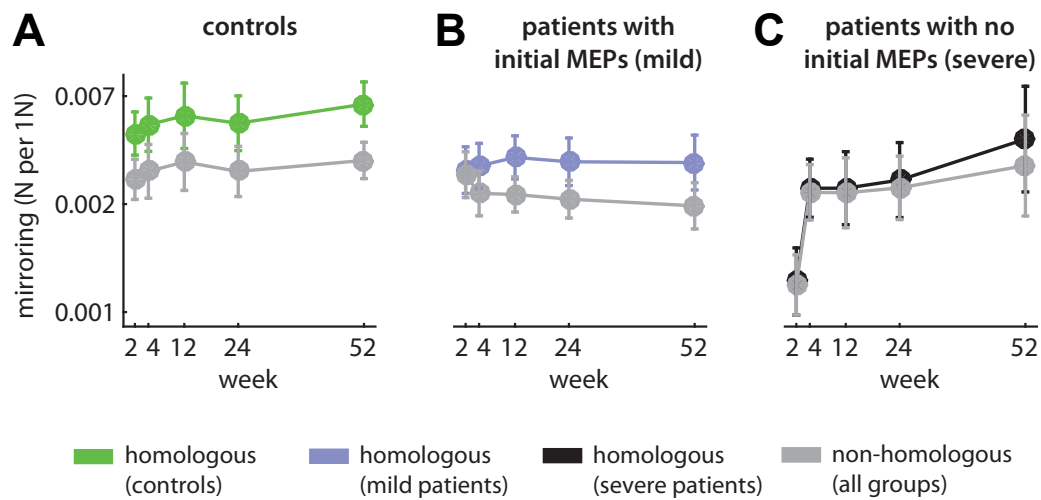 A
controls
B
patients with
initial MEPs (mild)
C
patients with no
initial MEPs (severe)
mirroring (N per 1N)
0.007
0.002
0.001
2 4 12 24 52
week
2 4 12 24 52
week
2 4 12 24 52
week
homologous
(controls)
homologous
(mild patients)
homologous
(severe patients)
non-homologous
(all groups)